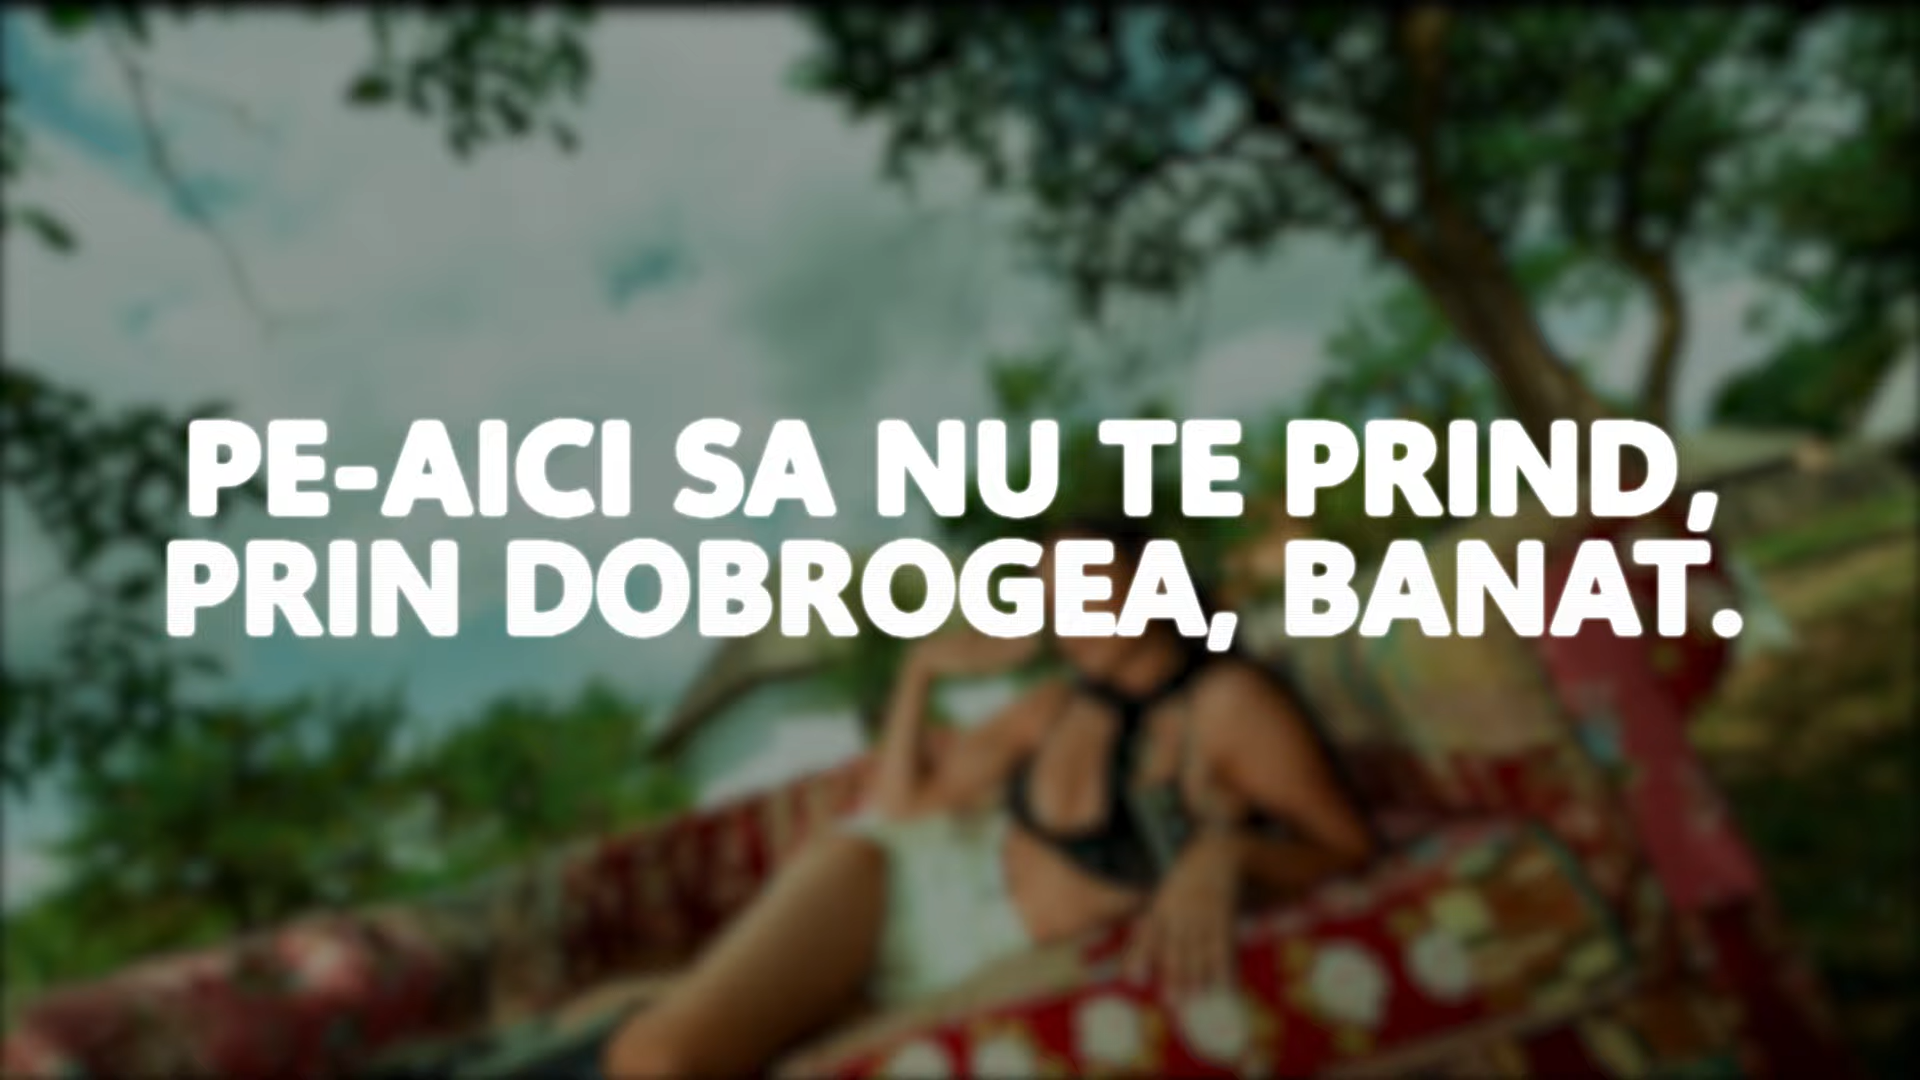 PE-AICI SA NU TE PRIND,
PRIN DOBROGEA, BANAT.